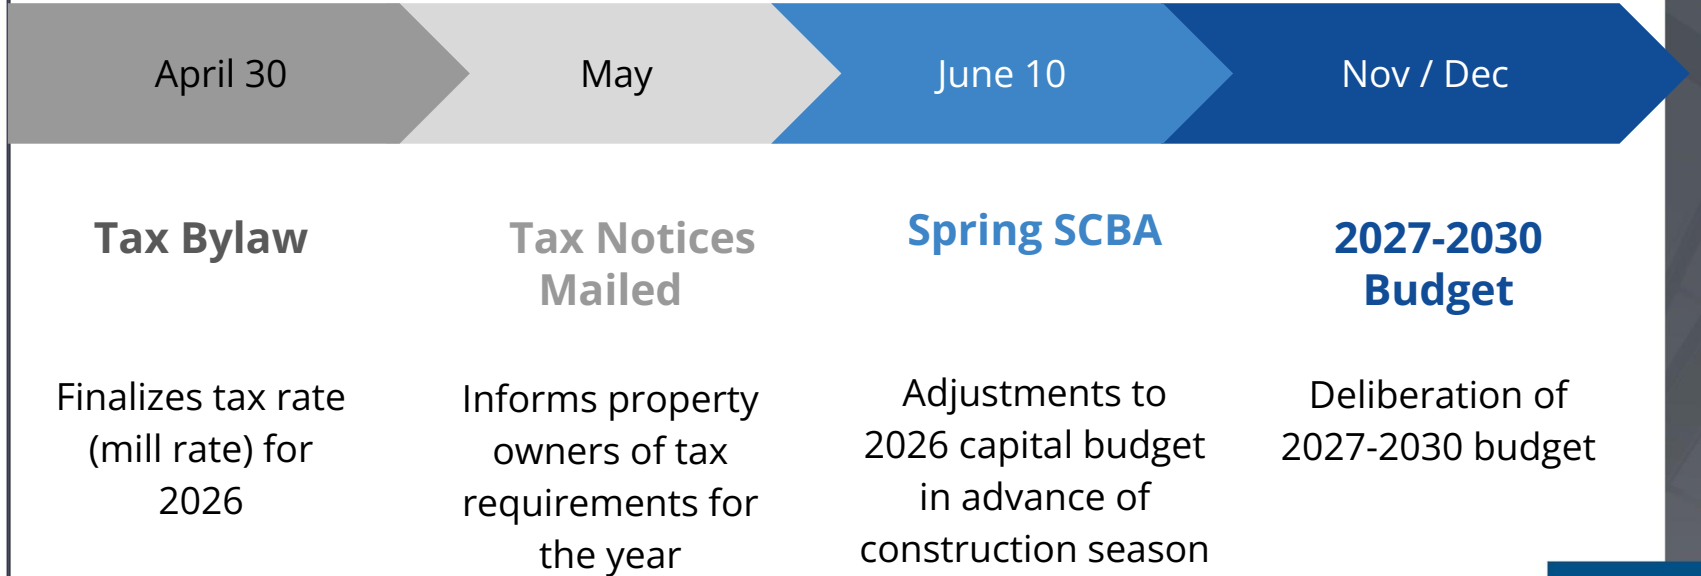 April 30
May
June 10
Nov / Dec
Tax Bylaw
Finalizes tax rate
(mill rate) for
2026
Tax Notices
Mailed
Informs property
owners of tax
requirements for
the year
Spring SCBA
Adjustments to
2026 capital budget
in advance of
construction season
2027-2030
Budget
Deliberation of
2027-2030 budget